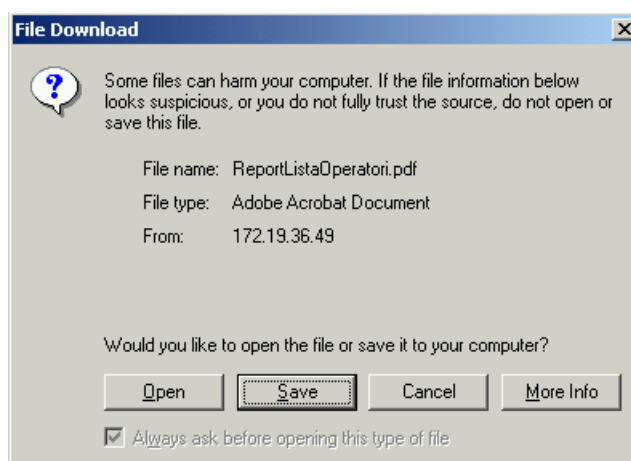 File Download
Some files can harm your computer. If the file information below
looks suspicious, or you do not fully trust the source, do not open or
save this file.
File name: ReportListaOperatori.pdf
File type: Adobe Acrobat Document
From: 172.19.36.49
Would you like to open the file or save it to your computer?
Open Save Cancel More Info
Always ask before opening this type of file